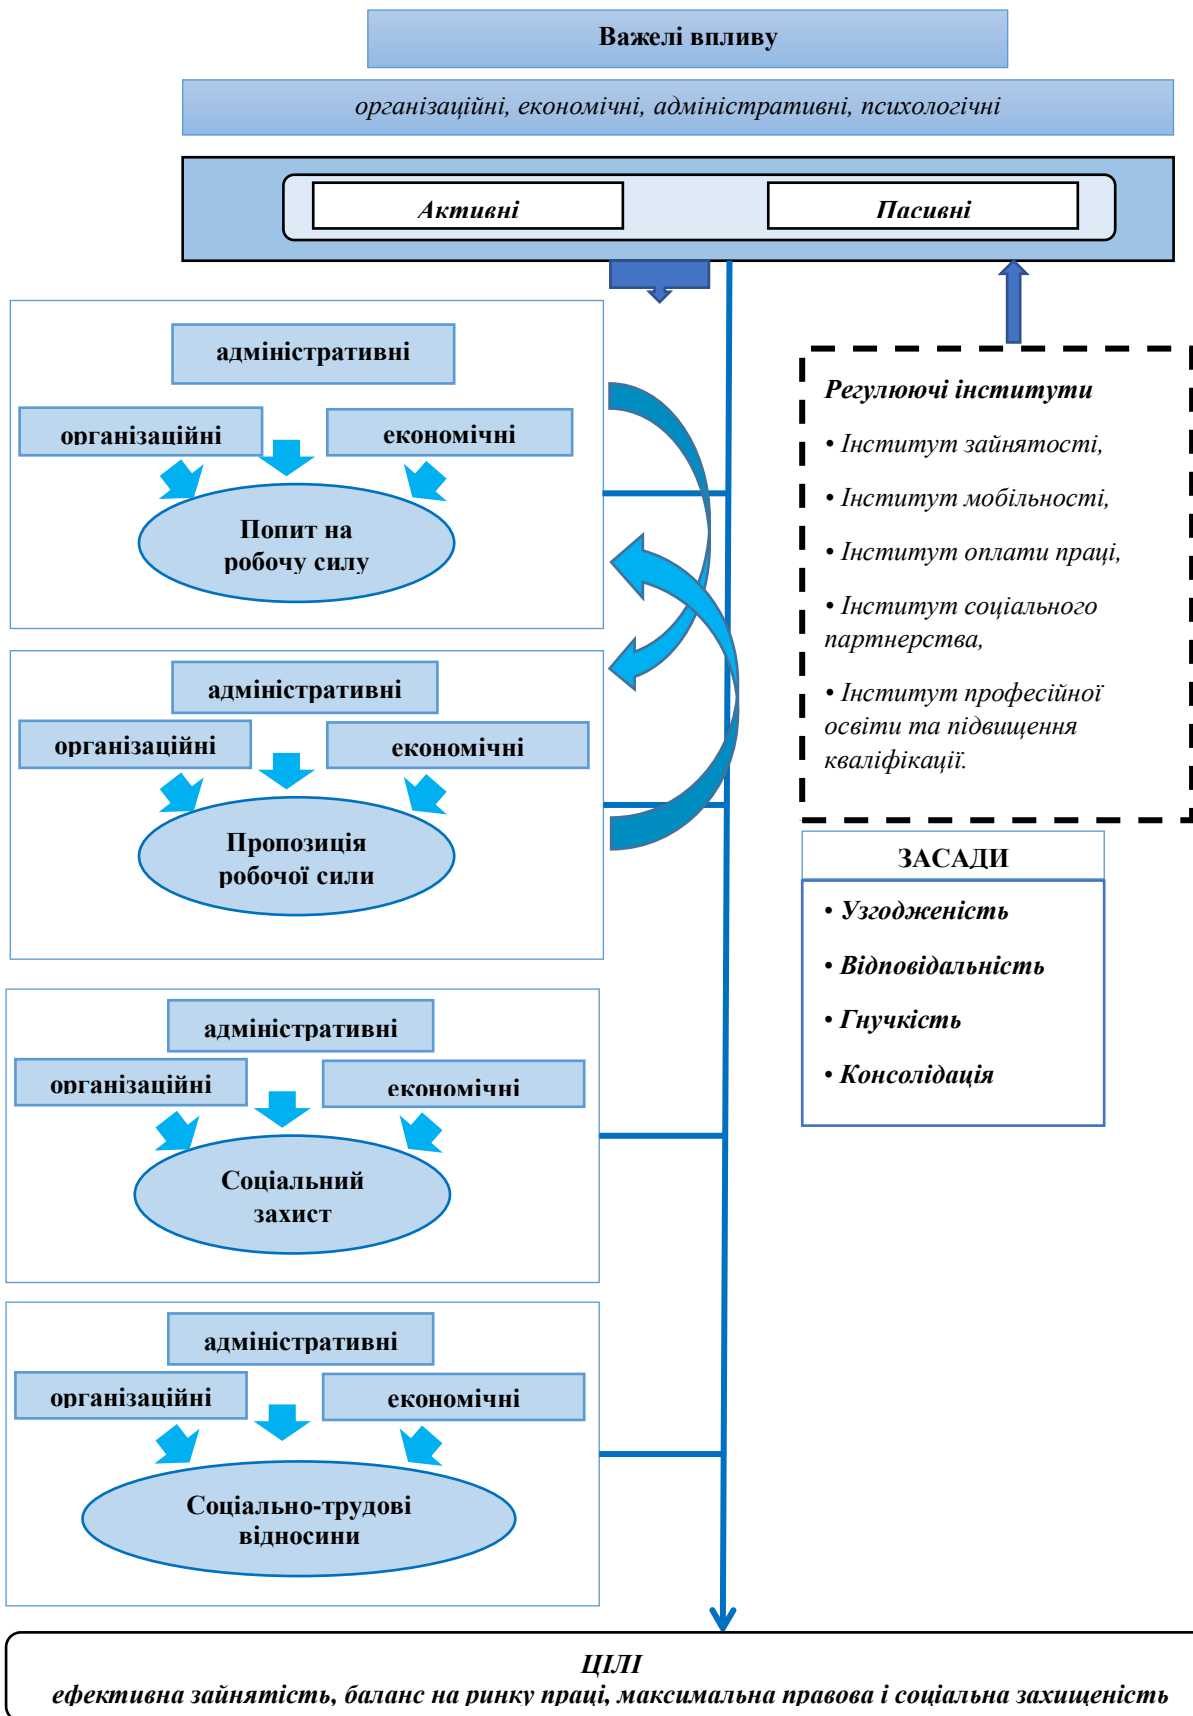 Важелі впливу
організаційні, економічні, адміністративні, психологічні
Активні
Пасивні
адміністративні
організаційні
економічні
Попит на
робочу силу
адміністративні
організаційні
економічні
Пропозиція
робочої сили
адміністративні
організаційні
економічні
Соціальний
захист
адміністративні
організаційні
економічні
Соціально-трудові
відносини
Регулюючі інститути
• Інститут зайнятості,
• Інститут мобільності,
• Інститут оплати праці,
• Інститут соціального
партнерства,
• Інститут професійної
освіти та підвищення
кваліфікації.
ЗАСАДИ
• Узгодженість
• Відповідальність
• Гнучкість
• Консолідація
ЦІЛІ
ефективна зайнятість, баланс на ринку праці, максимальна правова і соціальна захищеність